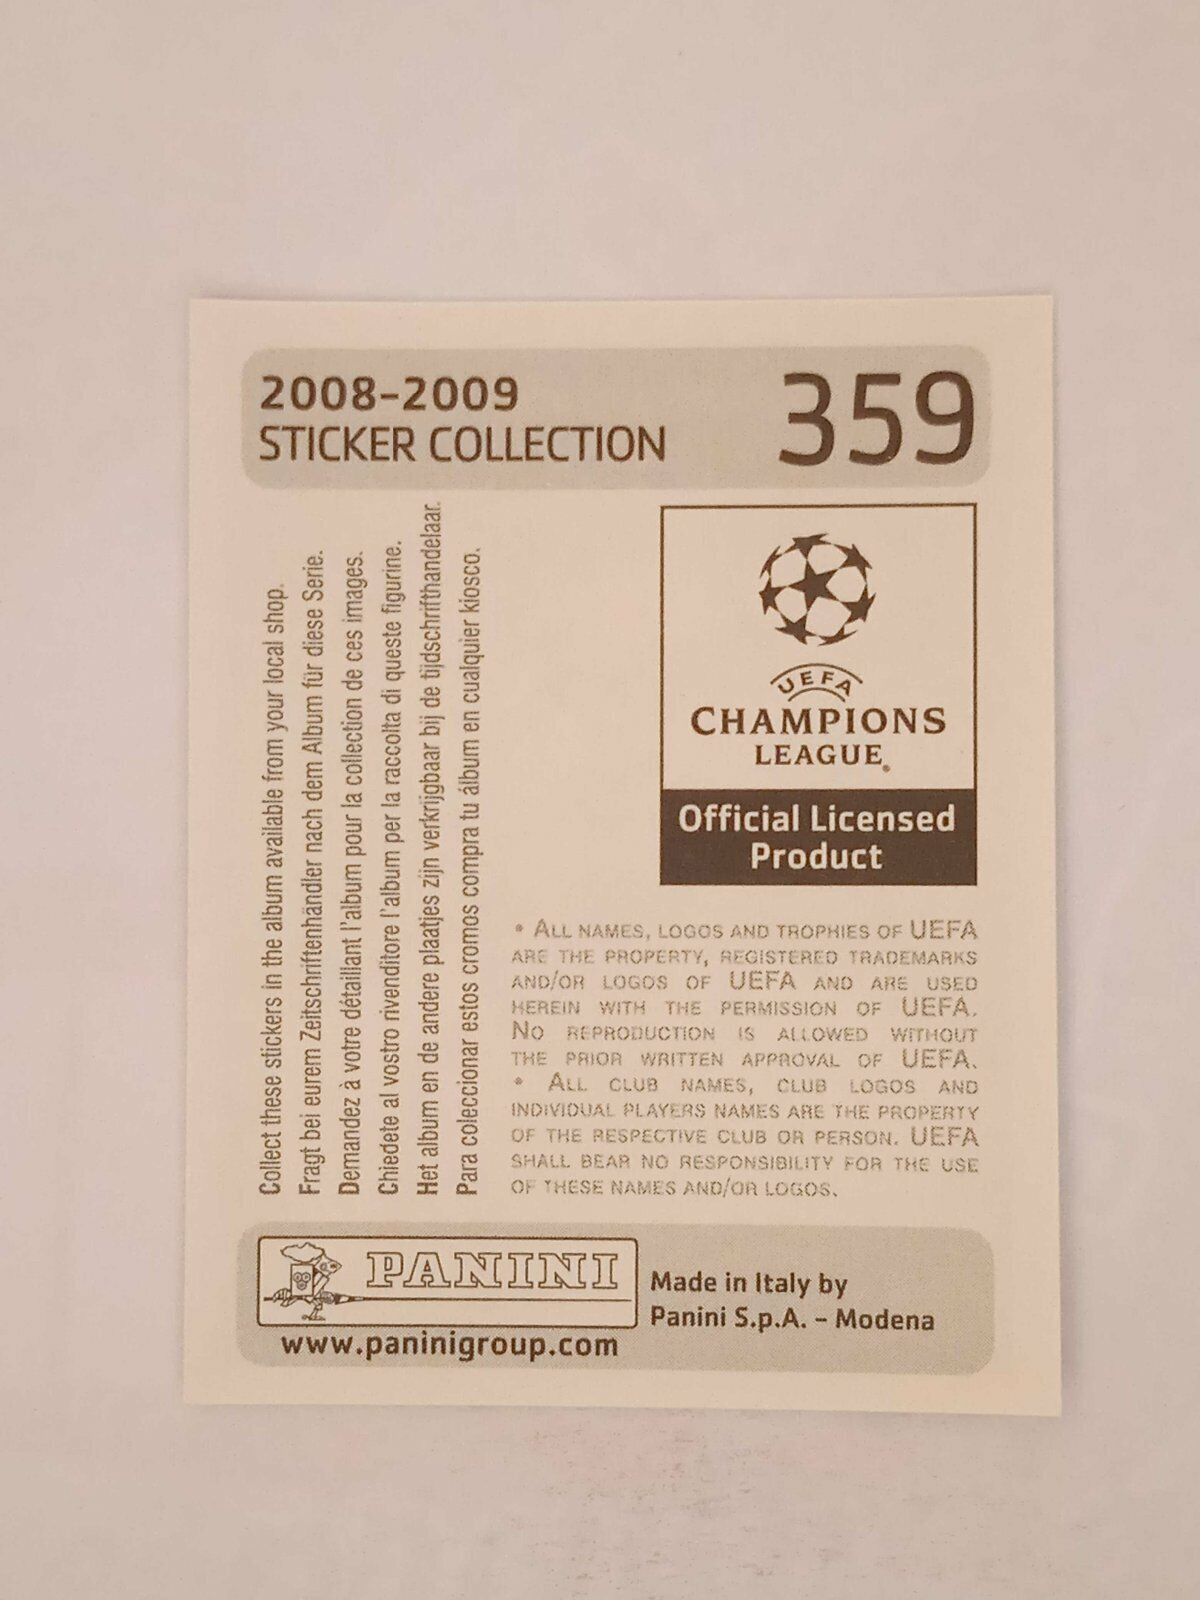 2008-2009
STICKER COLLECTION
359
Collect these stickers in the album available from your local shop.
Fragt bei eurem Zeitschriftenhändler nach dem Album für diese Serie.
Demandez à votre détaillant l'album pour la collection de ces images.
Chiedete al vostro rivenditore l'album per la raccolta di queste figurine.
Het album en de andere plaatjes zijn verkrijgbaar bij de tijdschrifthandelaar.
Para coleccionar estos cromos compra tu álbum en cualquier kiosco.
UEFA
CHAMPIONS
LEAGUE®
Official Licensed
Product
• ALL NAMES, LOGOS AND TROPHIES OF UEFA
ARE THE PROPERTY, REGISTERED TRADEMARKS
AND/OR LOGOS OF UEFA AND ARE USED
HEREIN WITH THE PERMISSION OF UEFA.
NO REPRODUCTION IS ALLOWED WITHOUT
THE PRIOR WRITTEN APPROVAL OF UEFA.
• ALL CLUB NAMES, CLUB LOGOS AND
INDIVIDUAL PLAYERS NAMES ARE THE PROPERTY
OF THE RESPECTIVE CLUB OR PERSON. UEFA
SHALL BEAR NO RESPONSIBILITY FOR THE USE
OF THESE NAMES AND/OR LOGOS.
PANINI
www.paninigroup.com
Made in Italy by
Panini S.p.A. - Modena